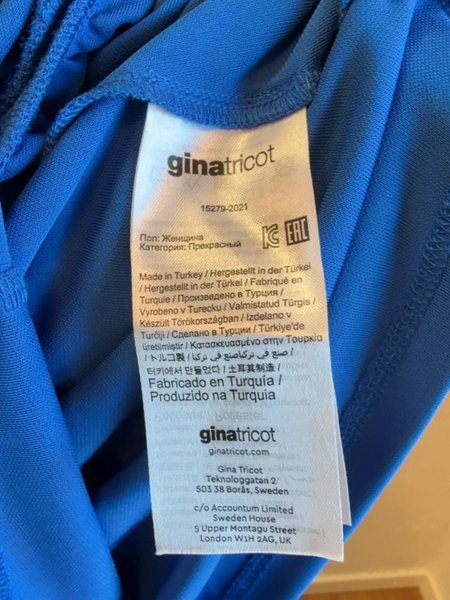 ginatricot
15279-2021
Пол: Женщина
Категория: Прекрасный
EAC
Made in Turkey / Hergestellt in der Türkei
/ Hergestellt in der Türkei / Fabriqué en
Turquie / Произведено в Турция /
Vyrobeno v Turecku / Valmistatud Türgis /
Készült Törökországban / Izdelano v
Turčiji / Сделано в Турции / Türkiye'de
üretilmiştir / Κατασκευασμένο στην Τουρκία
/ トルコ製 / صنع في تركيا/صنع في تركيا /
터키에서 만들었다 / 土耳其制造 /
Fabricado en Turquía /
Produzido na Turquia
ginatricot
ginatricot.com
Gina Tricot
Teknologgatan 2
503 38 Borås, Sweden
c/o Accountum Limited
Sweden House
5 Upper Montagu Street
London W1H 2AG, UK